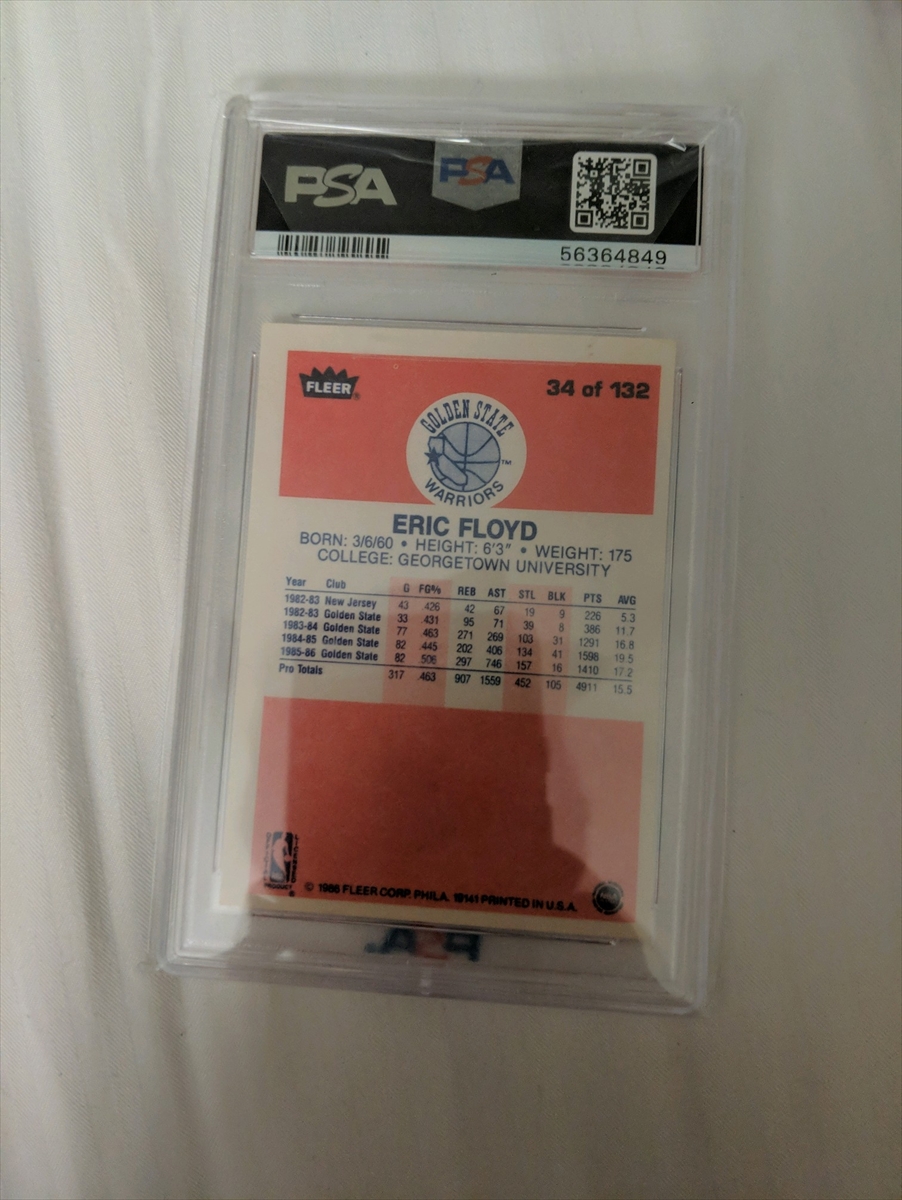 PSA PSA
56364849
FLEER
34 of 132
GOLDEN STATE
WARRIORS
ERIC FLOYD
BORN: 3/6/60 • HEIGHT: 6'3" • WEIGHT: 175
COLLEGE: GEORGETOWN UNIVERSITY
Year Club G FG% REB AST STL BLK PTS AVG
1982-83 New Jersey 43 .426 42 67 19 9 226 5.3
1982-83 Golden State 33 .431 95 71 39 8 386 11.7
1983-84 Golden State 77 .463 271 269 103 31 1291 16.8
1984-85 Golden State 82 .445 202 406 134 41 1598 19.5
1985-86 Golden State 82 .506 297 746 157 16 1410 17.2
Pro Totals 317 .463 907 1559 452 105 4911 15.5
PRODUCT
© 1986 FLEER CORP. PHILA. 19141 PRINTED IN U.S.A.
PSA